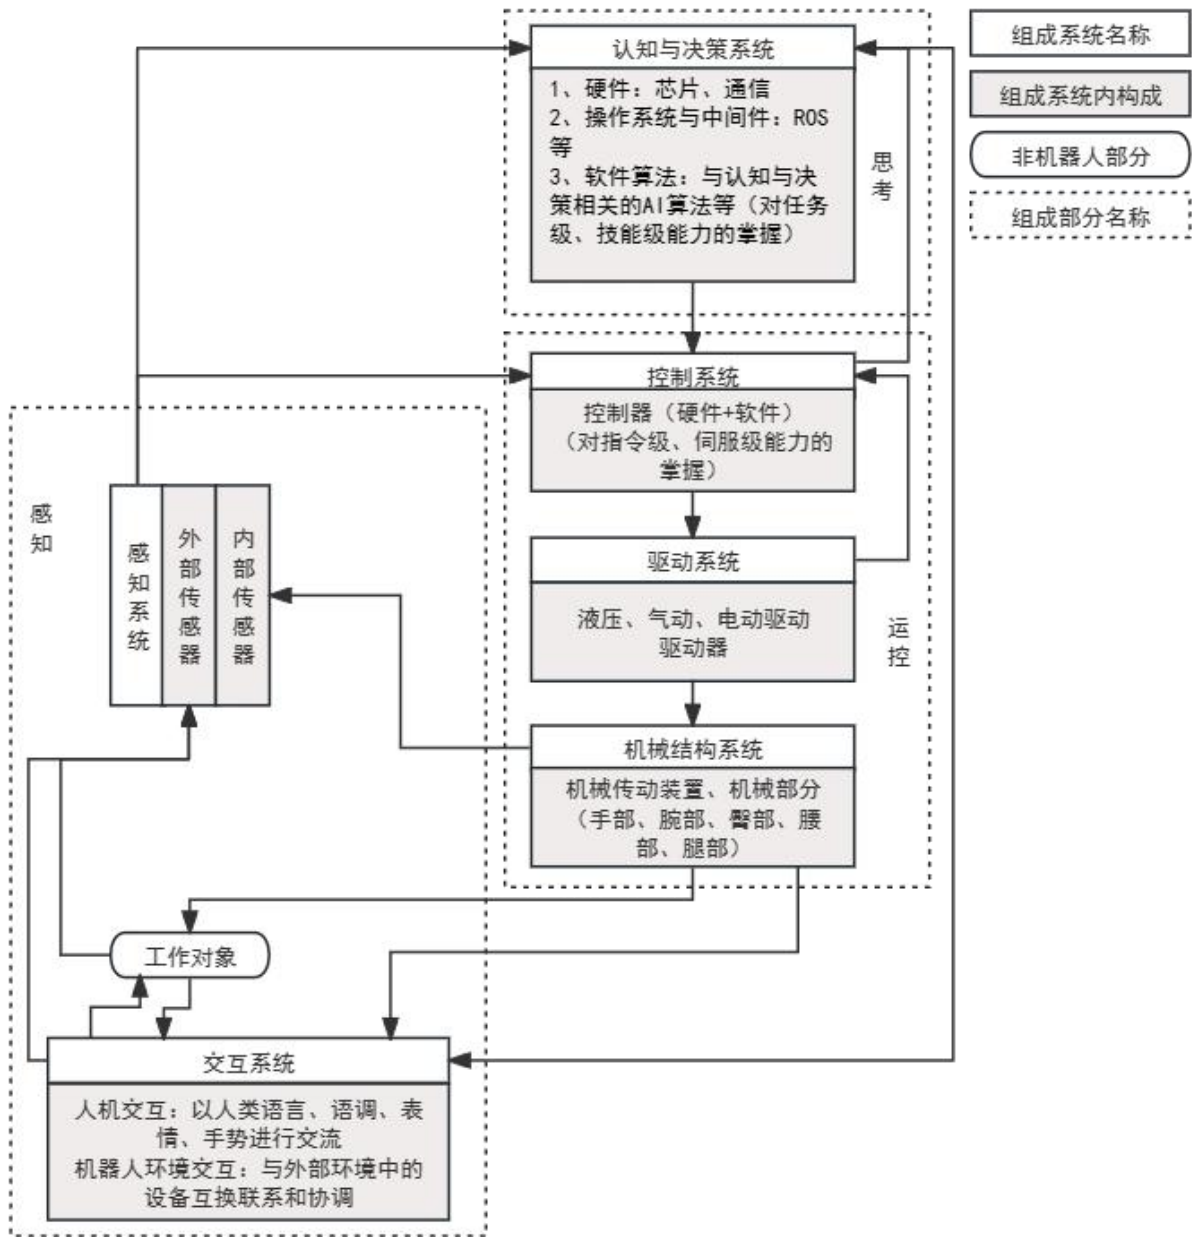 认知与决策系统
1、硬件：芯片、通信
2、操作系统与中间件：ROS
等
3、软件算法：与认知与决
策相关的AI算法等（对任务
级、技能级能力的掌握）
思
考
组成系统名称
组成系统内构成
非机器人部分
组成部分名称
控制系统
控制器（硬件+软件）
（对指令级、伺服级能力的
掌握）
驱动系统
液压、气动、电动驱动
驱动器
运
控
机械结构系统
机械传动装置、机械部分
（手部、腕部、臀部、腰
部、腿部）
感
知
感
知
系
统
外
部
传
感
器
内
部
传
感
器
工作对象
交互系统
人机交互：以人类语言、语调、表
情、手势进行交流
机器人环境交互：与外部环境中的
设备互换联系和协调